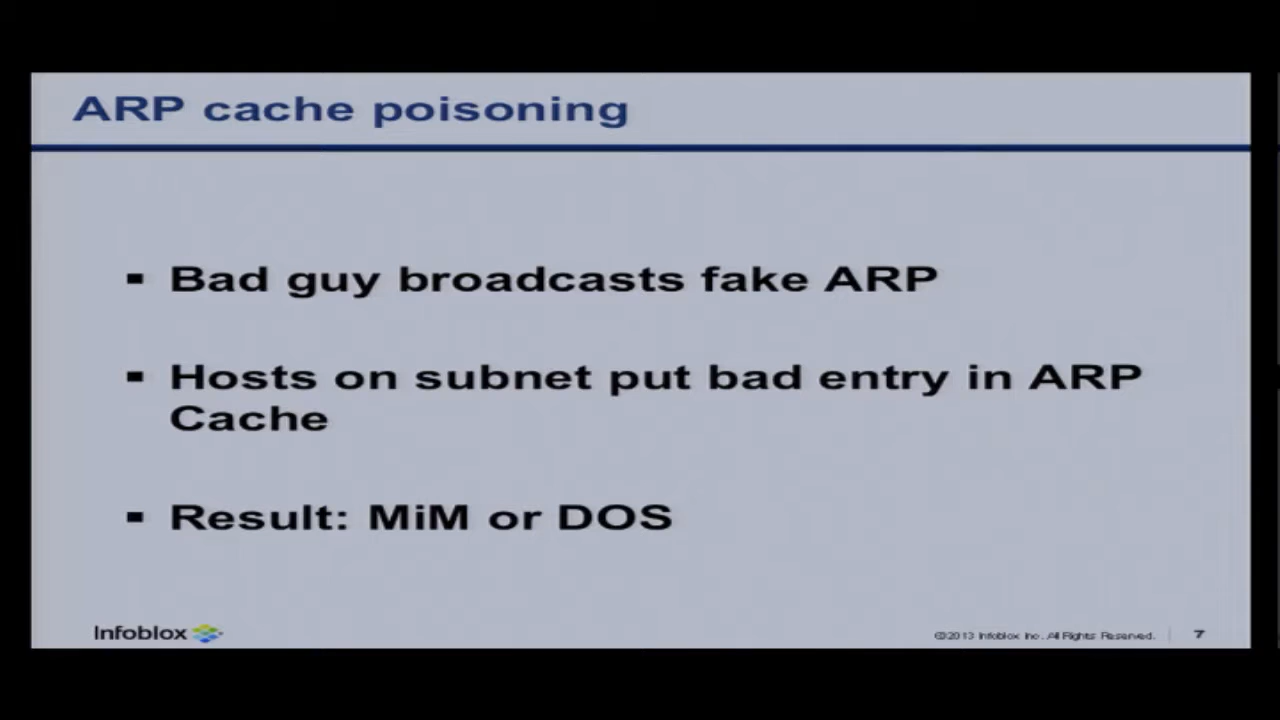 ARP cache poisoning
▪ Bad guy broadcasts fake ARP
▪ Hosts on subnet put bad entry in ARP
Cache
▪ Result: MiM or DOS
Infoblox
©2013 Infoblox Inc. All Rights Reserved.
7